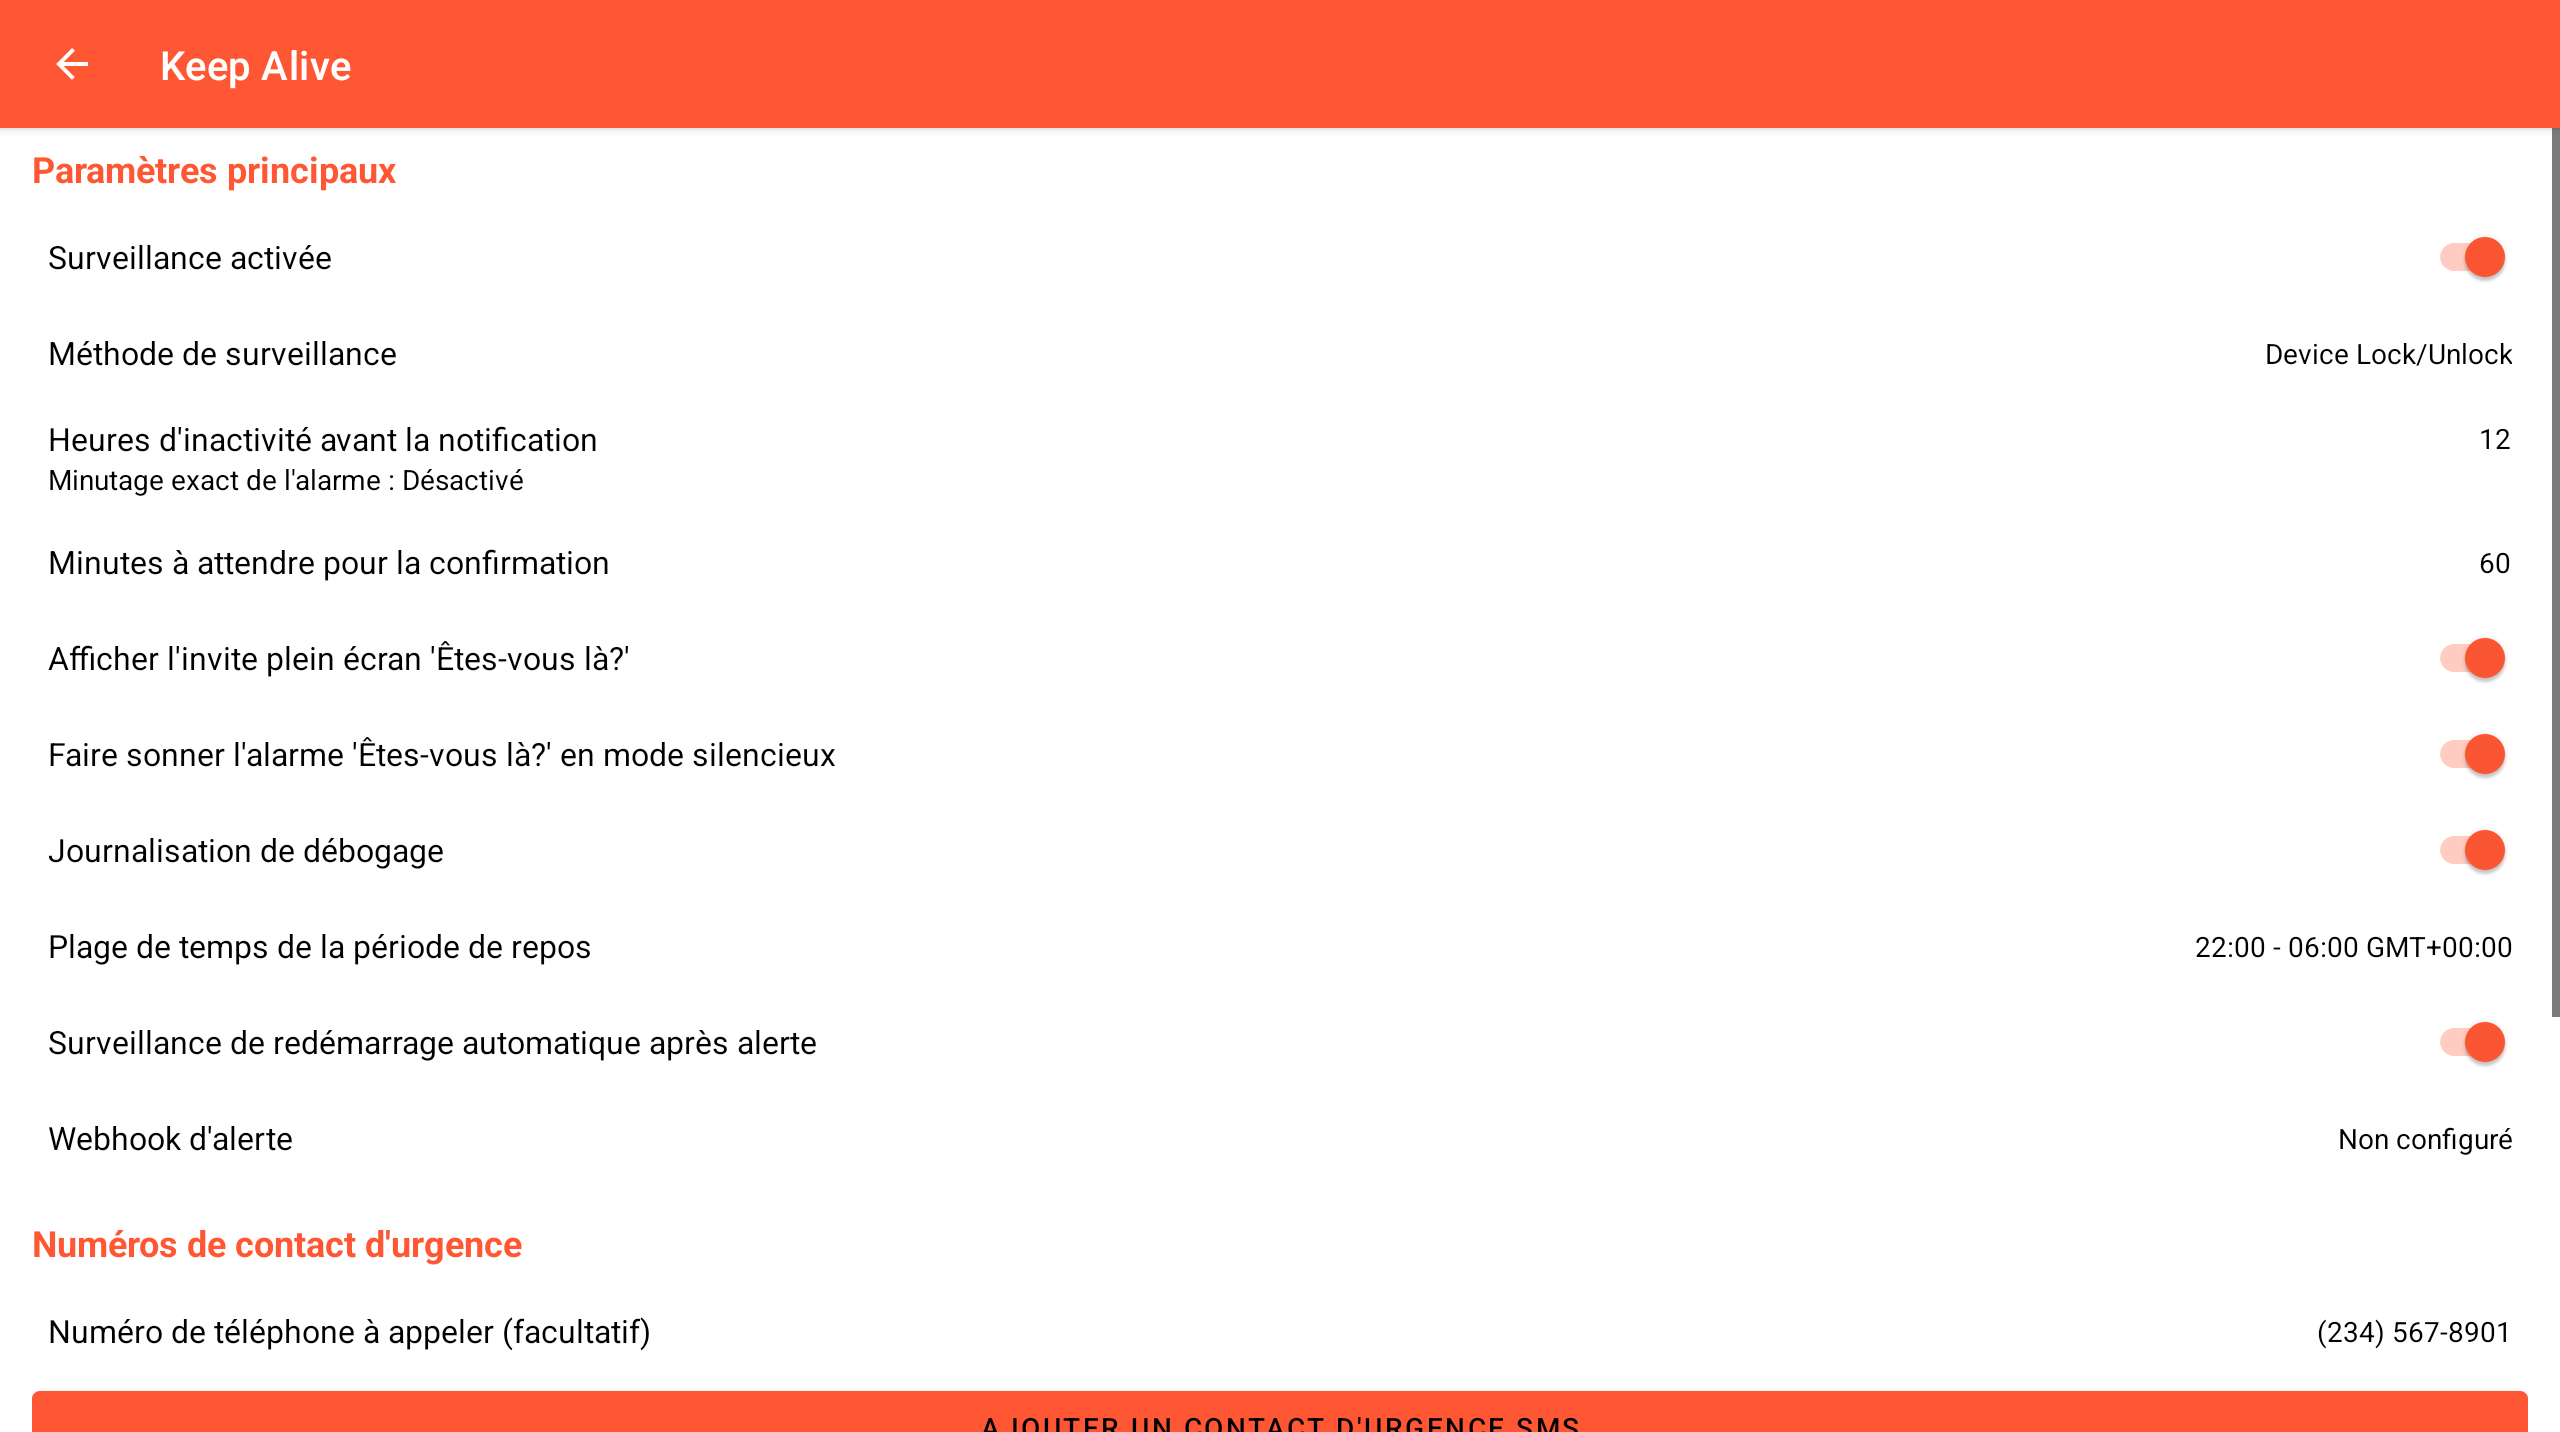 Keep Alive
Paramètres principaux
Surveillance activée
Méthode de surveillance Device Lock/Unlock
Heures d'inactivité avant la notification 12
Minutage exact de l'alarme : Désactivé
Minutes à attendre pour la confirmation 60
Afficher l'invite plein écran 'Êtes-vous là?'
Faire sonner l'alarme 'Êtes-vous là?' en mode silencieux
Journalisation de débogage
Plage de temps de la période de repos 22:00 - 06:00 GMT+00:00
Surveillance de redémarrage automatique après alerte
Webhook d'alerte Non configuré
Numéros de contact d'urgence
Numéro de téléphone à appeler (facultatif) (234) 567-8901
AJOUTER UN CONTACT D'URGENCE SMS